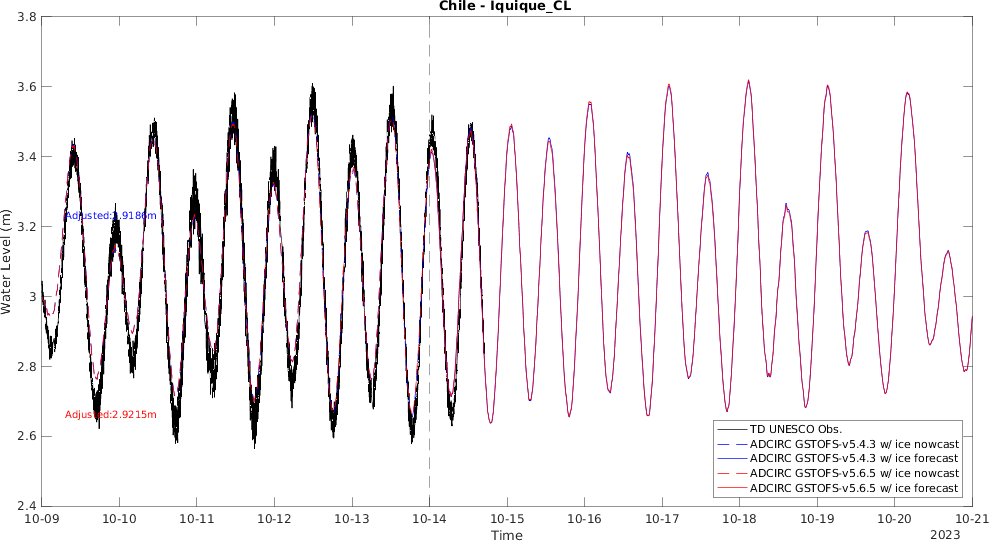 Chile - Iquique_CL
3.8
3.6
3.4
3.2
3
2.8
2.6
2.4
Water Level (m)
Adjusted:2.9186m
Adjusted:2.9215m
TD UNESCO Obs.
ADCIRC GSTOFS-v5.4.3 w/ ice nowcast
ADCIRC GSTOFS-v5.4.3 w/ ice forecast
ADCIRC GSTOFS-v5.6.5 w/ ice nowcast
ADCIRC GSTOFS-v5.6.5 w/ ice forecast
10-09 10-10 10-11 10-12 10-13 10-14 10-15 10-16 10-17 10-18 10-19 10-20 10-21
Time
2023